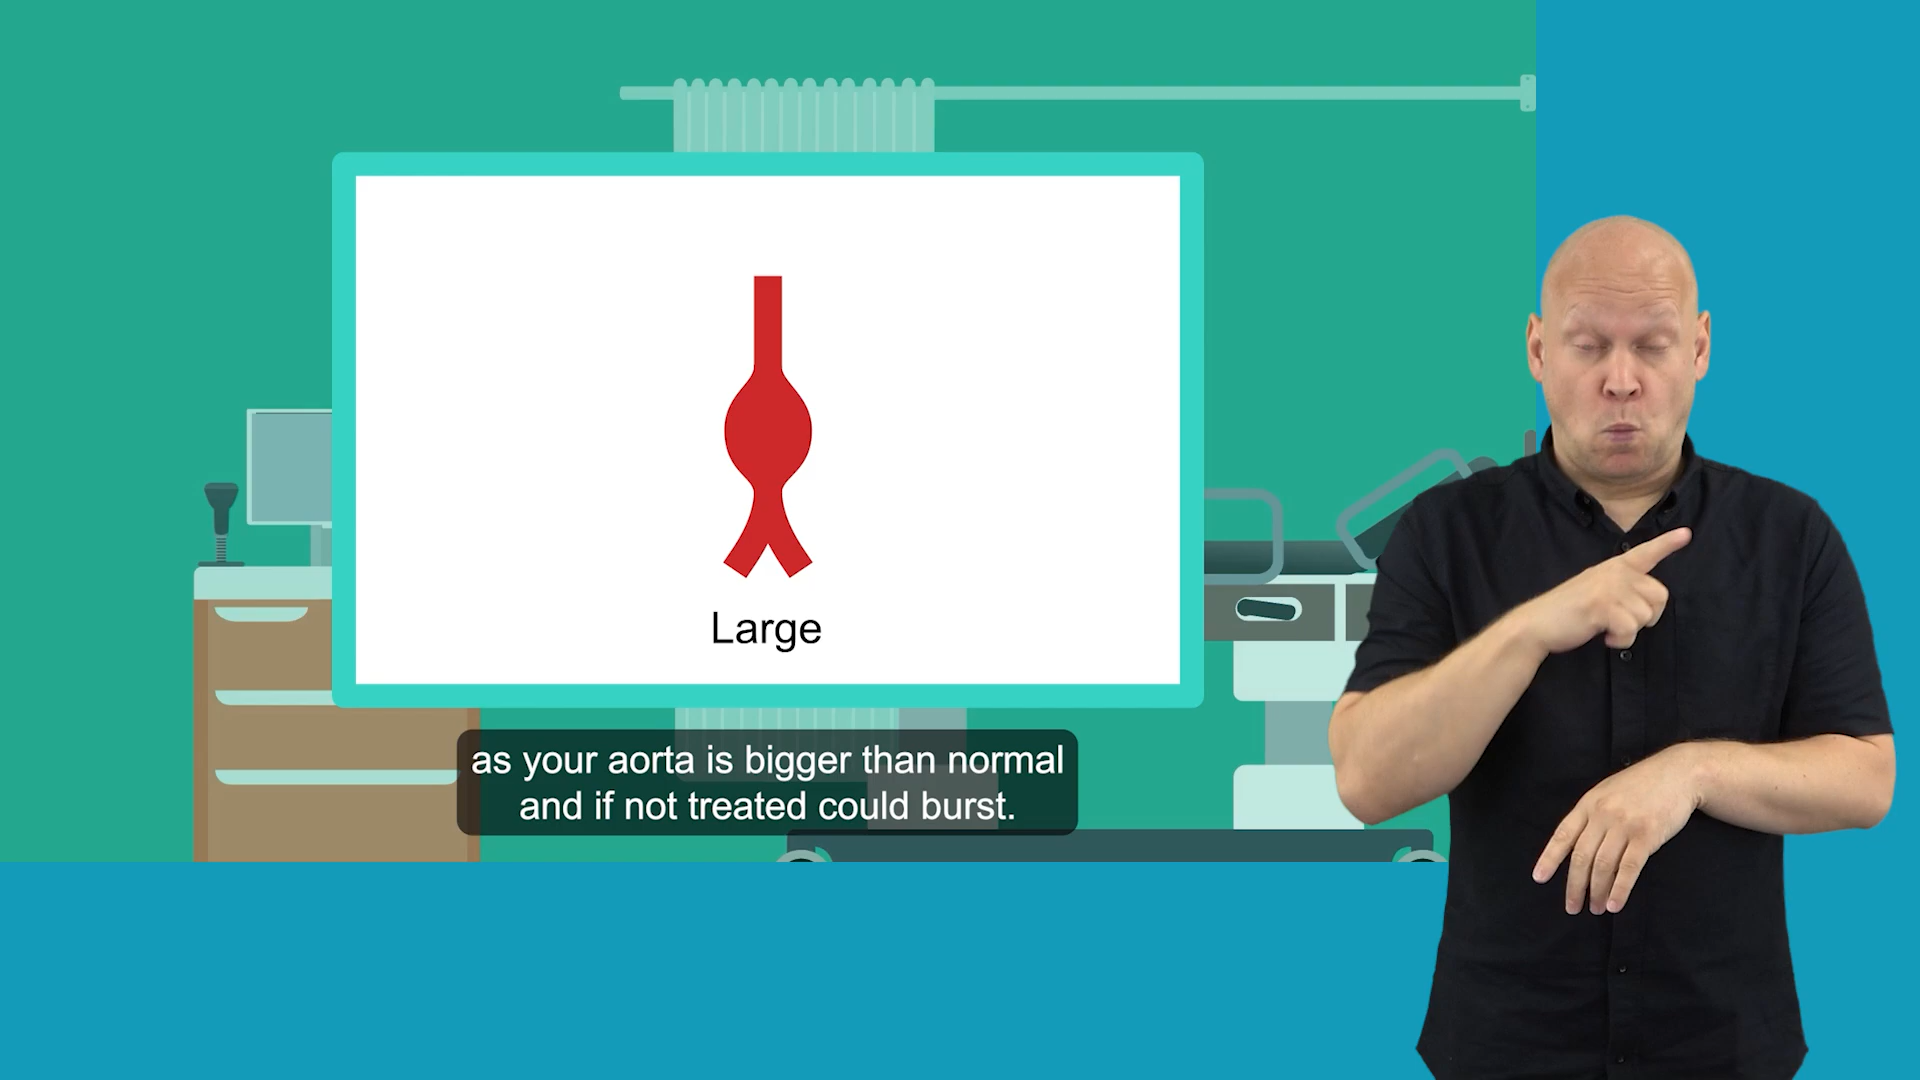 Large
as your aorta is bigger than normal
and if not treated could burst.